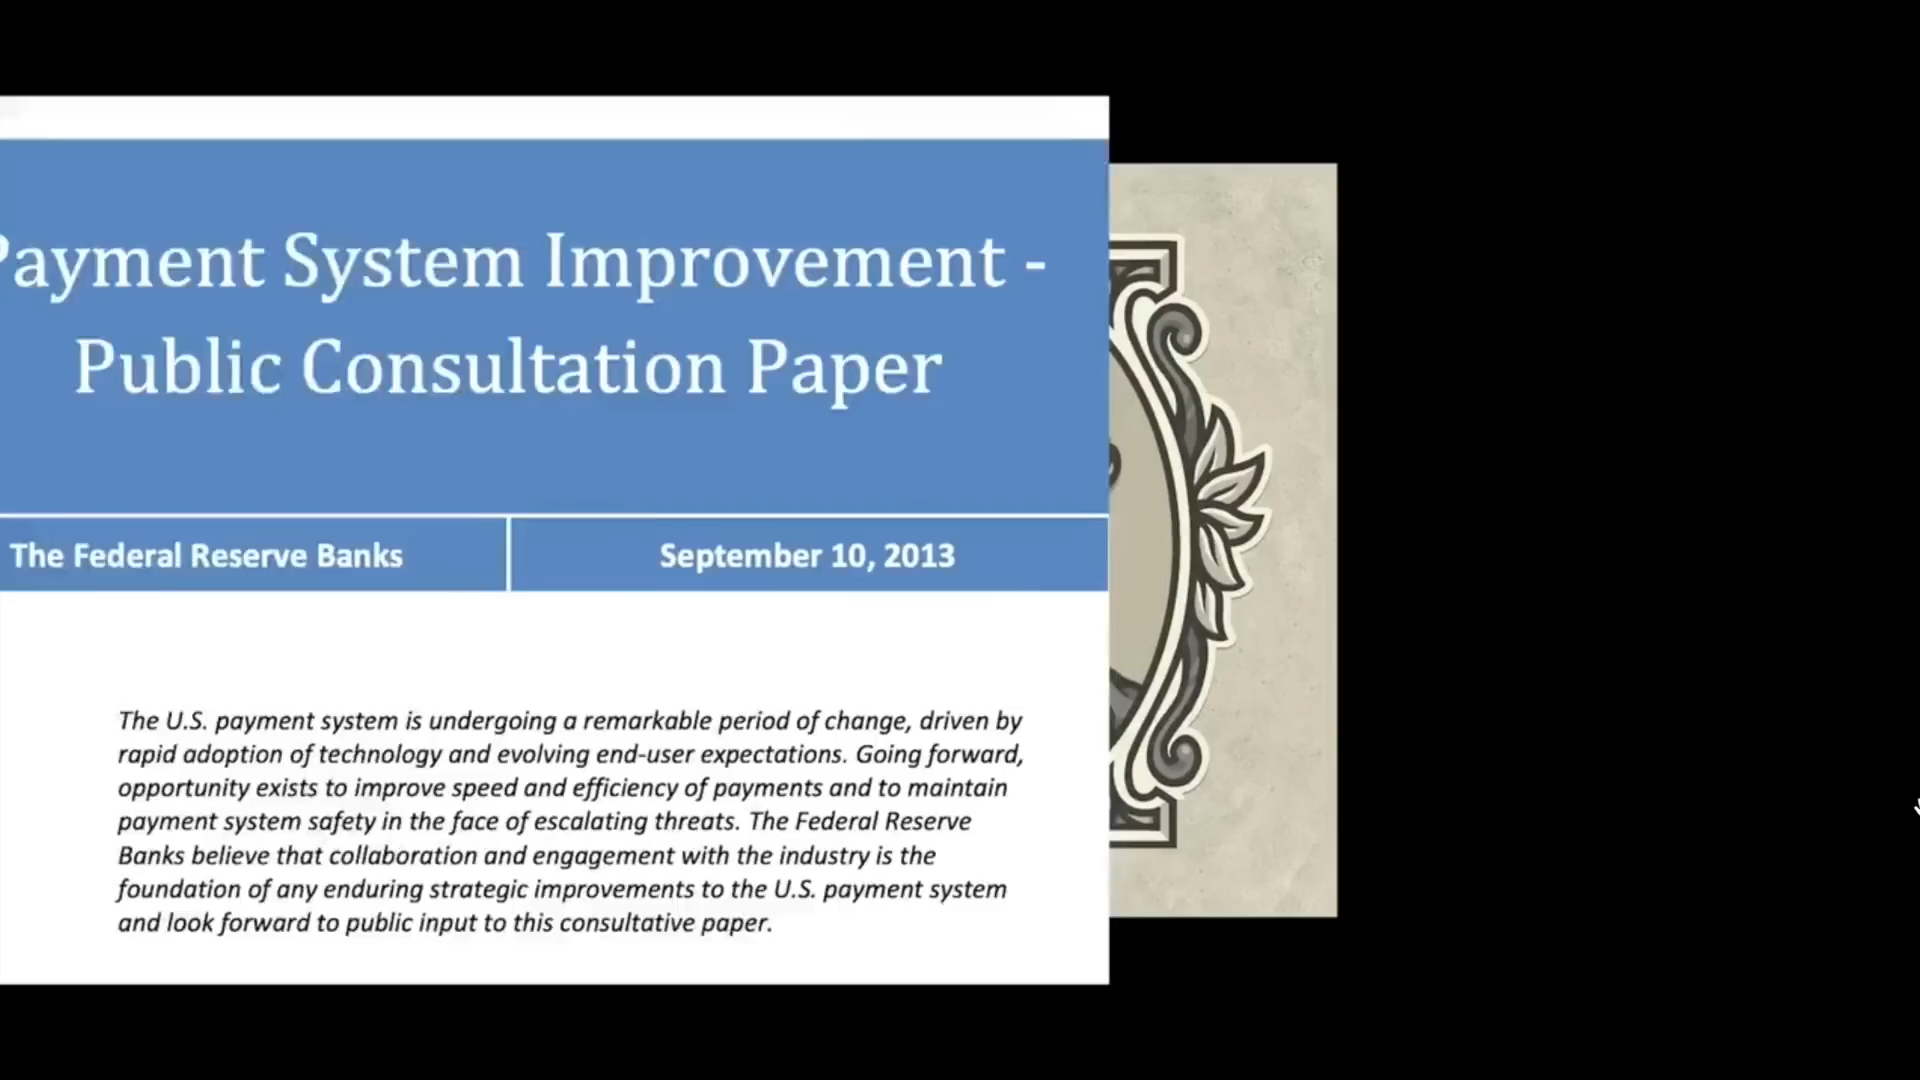 Payment System Improvement -
Public Consultation Paper
The Federal Reserve Banks
September 10, 2013
The U.S. payment system is undergoing a remarkable period of change, driven by
rapid adoption of technology and evolving end-user expectations. Going forward,
opportunity exists to improve speed and efficiency of payments and to maintain
payment system safety in the face of escalating threats. The Federal Reserve
Banks believe that collaboration and engagement with the industry is the
foundation of any enduring strategic improvements to the U.S. payment system
and look forward to public input to this consultative paper.